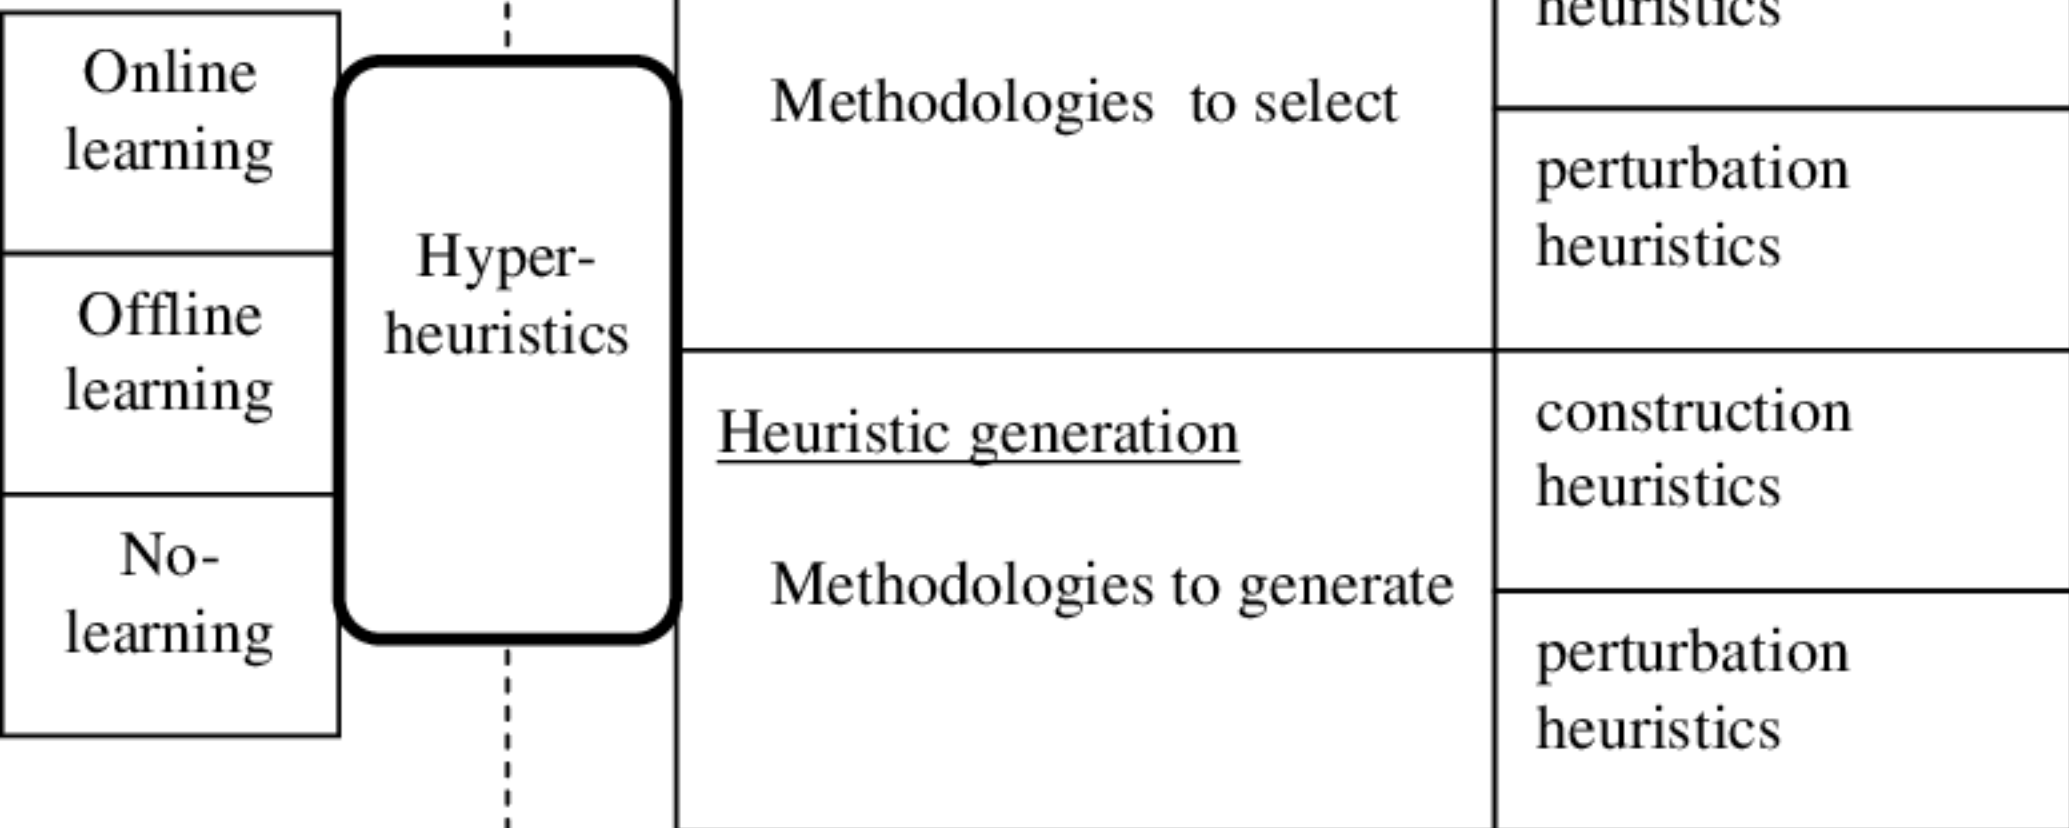 Online
learning
Offline
learning
No-
learning
Hyper-
heuristics
Methodologies to select
Heuristic generation
Methodologies to generate
heuristics
perturbation
heuristics
construction
heuristics
perturbation
heuristics